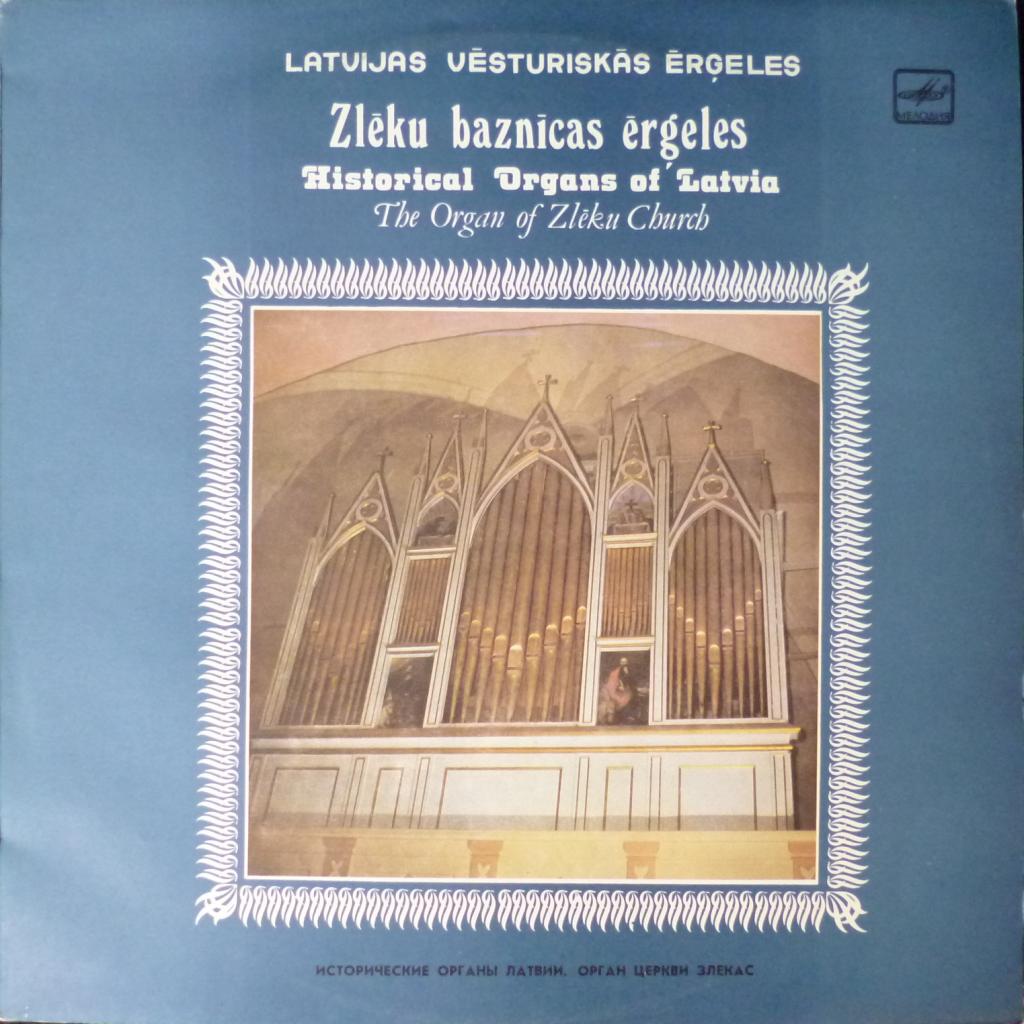 LATVIJAS VĒSTURISKĀS ĒRĢELES
МЕЛОДИЯ
Zlēku baznīcas ērģeles
Historical Organs of Latvia
The Organ of Zlēku Church
ИСТОРИЧЕСКИЕ ОРГАНЫ ЛАТВИИ. ОРГАН ЦЕРКВИ ЗЛЕКАС